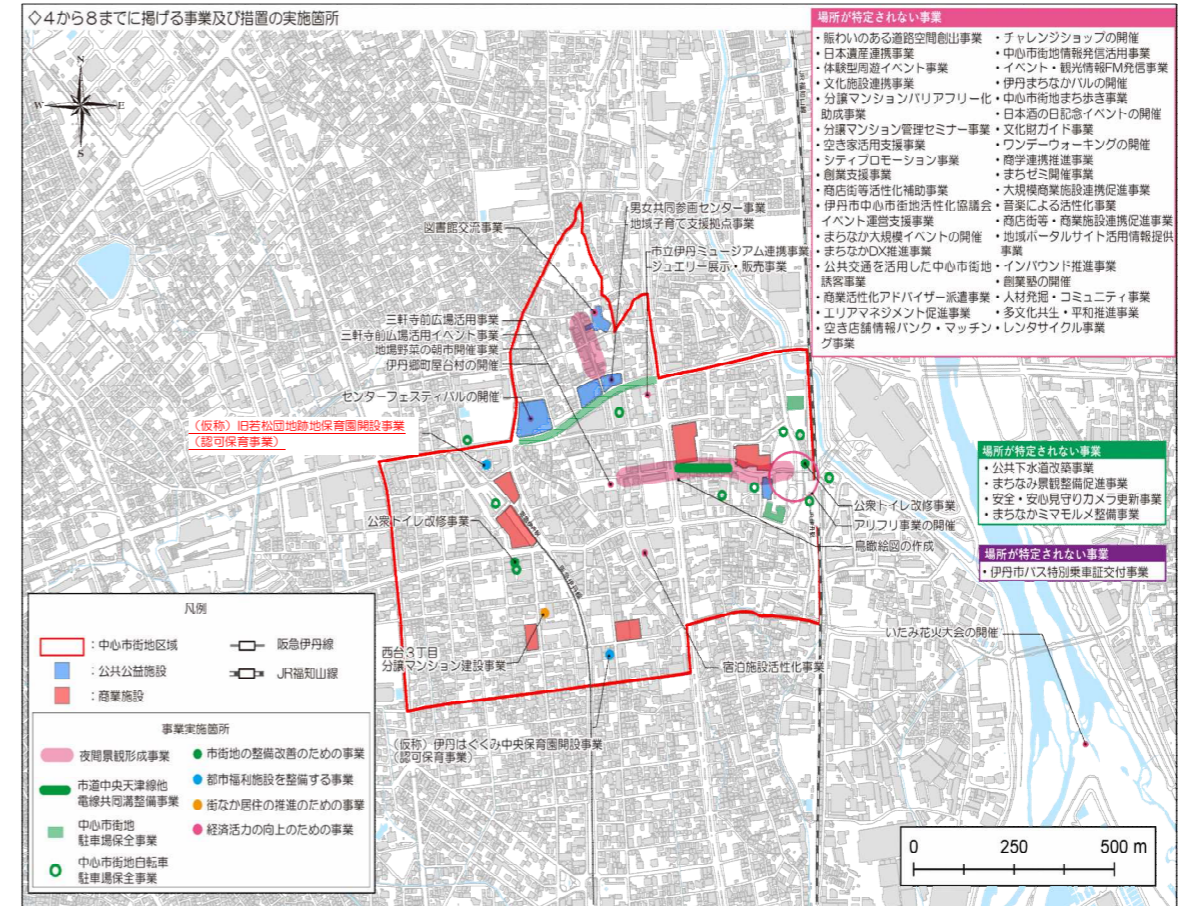 ◇4から8までに掲げる事業及び措置の実施箇所
場所が特定されない事業
・賑わいのある道路空間創出事業
・日本遺産連携事業
・体験型周遊イベント事業
・文化施設連携事業
・分譲マンションバリアフリー化
助成事業
・分譲マンション管理セミナー事業
・空き家活用支援事業
・シティプロモーション事業
・創業支援事業
・商店街等活性化補助事業
・伊丹市中心市街地活性化協議会
イベント運営支援事業
・まちなか大規模イベントの開催
・まちなかDX推進事業
・公共交通を活用した中心市街地
誘客事業
・商業活性化アドバイザー派遣事業
・エリアマネジメント促進事業
・空き店舗情報バンク・マッチン
グ事業
・チャレンジショップの開催
・中心市街地情報発信活用事業
・イベント・観光情報FM発信事業
・伊丹まちなかバルの開催
・中心市街地まち歩き事業
・日本酒の日記念イベントの開催
・文化財ガイド事業
・ワンデーウォーキングの開催
・商学連携推進事業
・まちゼミ開催事業
・大規模商業施設連携促進事業
・音楽による活性化事業
・商店街等・商業施設連携促進事業
・地域ポータルサイト活用情報提供
事業
・インバウンド推進事業
・創業塾の開催
・人材発掘・コミュニティ事業
・多文化共生・平和推進事業
・レンタサイクル事業
N
W
E
S
JR福知山線
男女共同参画センター事業
地域子育て支援拠点事業
図書館交流事業
市立伊丹ミュージアム連携事業
ジュエリー展示・販売事業
三軒寺前広場活用事業
三軒寺前広場活用イベント事業
地場野菜の朝市開催事業
伊丹郷町屋台村の開催
センターフェスティバルの開催
(仮称)旧若松団地跡地保育園開設事業
(認可保育事業)
場所が特定されない事業
・公共下水道改築事業
・まちなみ景観整備促進事業
・安全・安心見守りカメラ更新事業
・まちなかミマモルメ整備事業
公衆トイレ改修事業
アリフリ事業の開催
鳥瞰絵図の作成
公衆トイレ改修事業
場所が特定されない事業
・伊丹市バス特別乗車証交付事業
いたみ花火大会の開催
西台3丁目
分譲マンション建設事業
宿泊施設活性化事業
(仮称)伊丹はぐくみ中央保育園開設事業
(認可保育事業)
凡例
:中心市街地区域
阪急伊丹線
:公共公益施設
JR福知山線
:商業施設
事業実施箇所
夜間景観形成事業
市街地の整備改善のための事業
市道中央天津線他
電線共同溝整備事業
都市福利施設を整備する事業
街なか居住の推進のための事業
中心市街地
駐車場保全事業
経済活力の向上のための事業
中心市街地自転車
駐車場保全事業
0 250 500 m